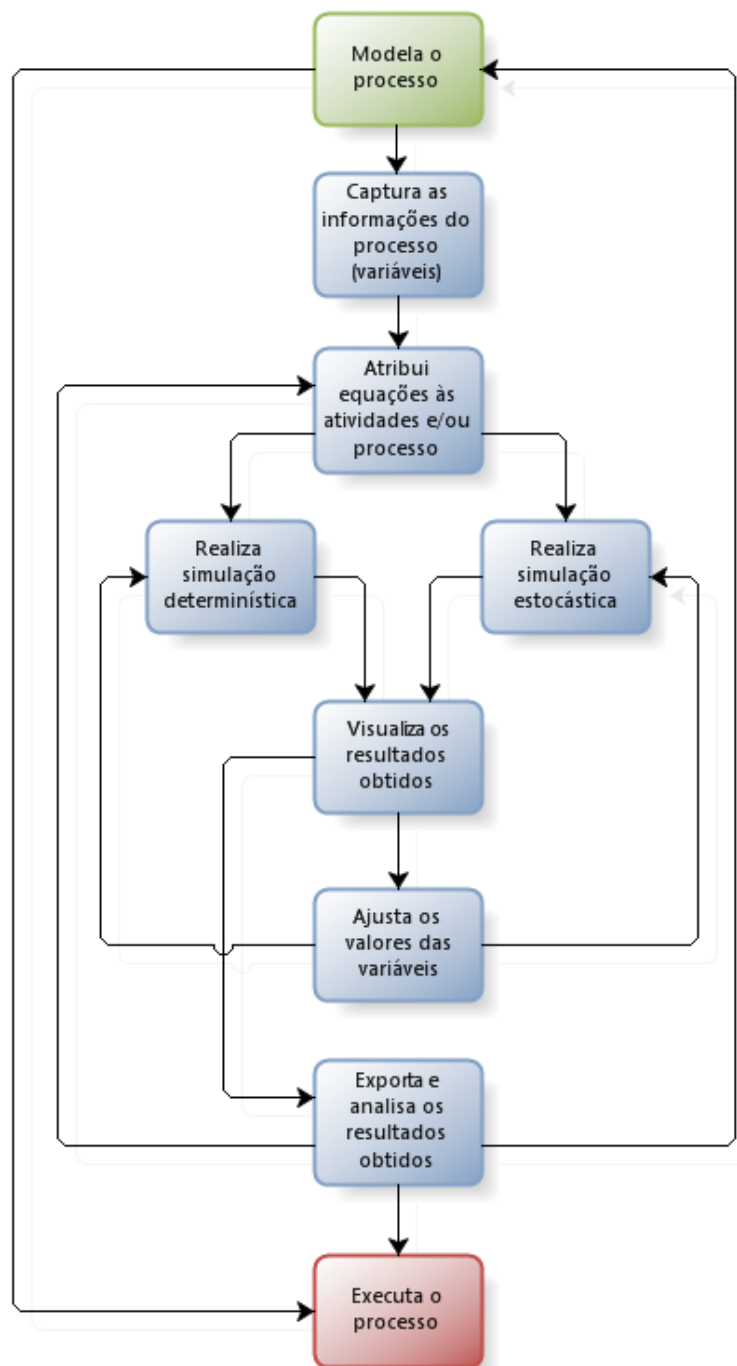 Modela o
processo
Captura as
informações do
processo
(variáveis)
Atribui
equações às
atividades e/ou
processo
Realiza
simulação
determinística
Realiza
simulação
estocástica
Visualiza os
resultados
obtidos
Ajusta os
valores das
variáveis
Exporta e
analisa os
resultados
obtidos
Executa o
processo